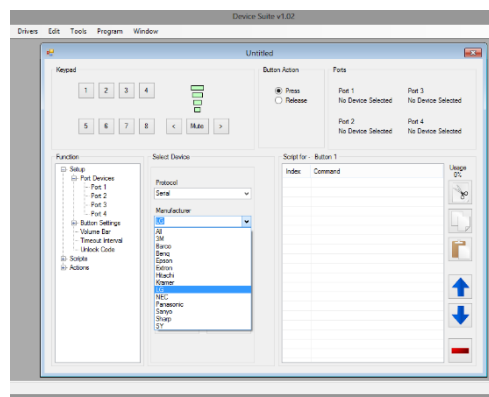 Device Suite v1.02
Drivers Edit Tools Program Window
Untitled
Keypad
1 2 3 4
5 6 7 8 < Mute >
Button Action
Press
Release
Ports
Port 1
No Device Selected
Port 3
No Device Selected
Port 2
No Device Selected
Port 4
No Device Selected
Function
Setup
Port Devices
Port 1
Port 2
Port 3
Port 4
Button Settings
Volume Bar
Timeout Interval
Unlock Code
Scripts
Actions
Select Device
Protocol
Serial
Manufacturer
LG
All
3M
Barco
Benq
Epson
Extron
Hitachi
Kramer
LG
NEC
Panasonic
Sanyo
Sharp
SY
Script for - Button 1
Index Command
Usage
0%